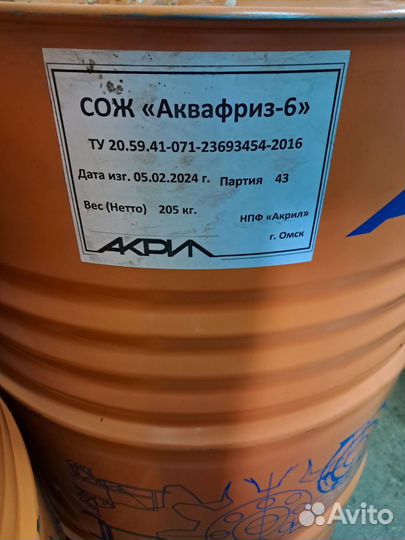 СОЖ «Аквафриз-6»
ТУ 20.59.41-071-23693454-2016
Дата изг. 05.02.2024 г. Партия 43
Вес (Нетто) 205 кг. НПФ «Акрил»
г. Омск
АКРИЛ
Avito